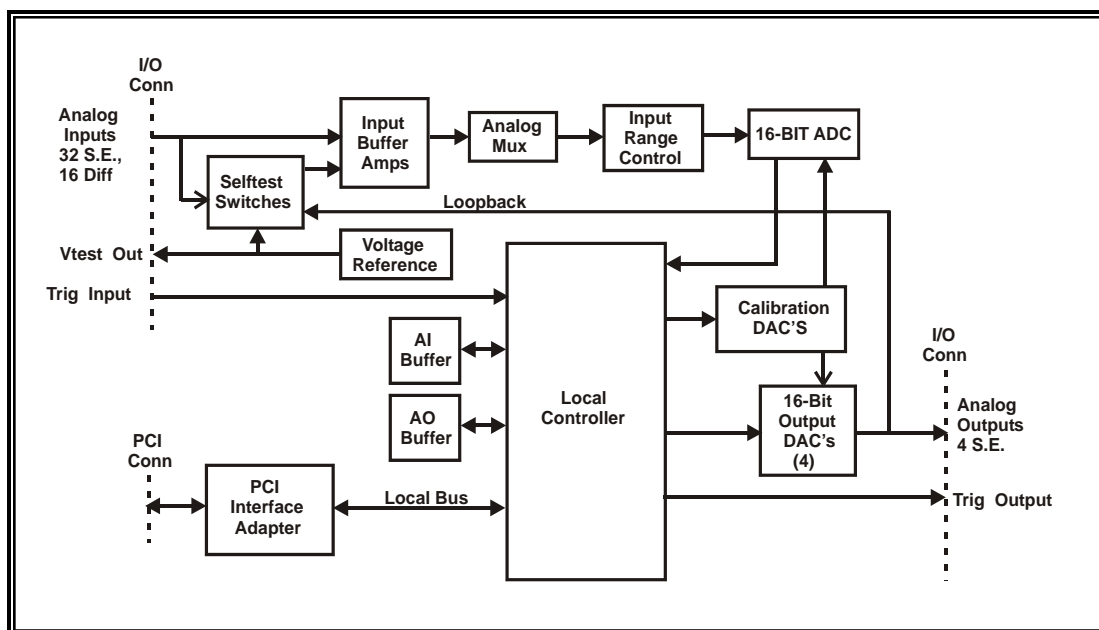 I/O
Conn
Analog
Inputs
32 S.E.,
16 Diff
Input
Buffer
Amps
Analog
Mux
Input
Range
Control
16-BIT ADC
Selftest
Switches
Loopback
Vtest Out
Voltage
Reference
Trig Input
Calibration
DAC'S
AI
Buffer
I/O
Conn
Local
Controller
AO
Buffer
16-Bit
Output
DAC's
(4)
Analog
Outputs
4 S.E.
PCI
Conn
PCI
Interface
Adapter
Local Bus
Trig Output